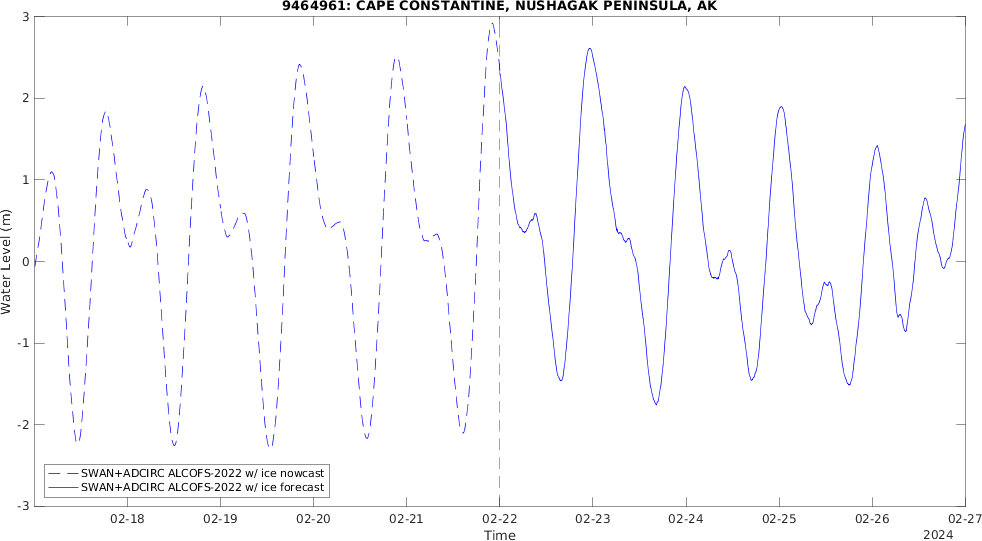 9464961: CAPE CONSTANTINE, NUSHAGAK PENINSULA, AK
Water Level (m)
3
2
1
0
-1
-2
-3
SWAN+ADCIRC ALCOFS-2022 w/ ice nowcast
SWAN+ADCIRC ALCOFS-2022 w/ ice forecast
02-18 02-19 02-20 02-21 02-22 02-23 02-24 02-25 02-26 02-27
Time
2024